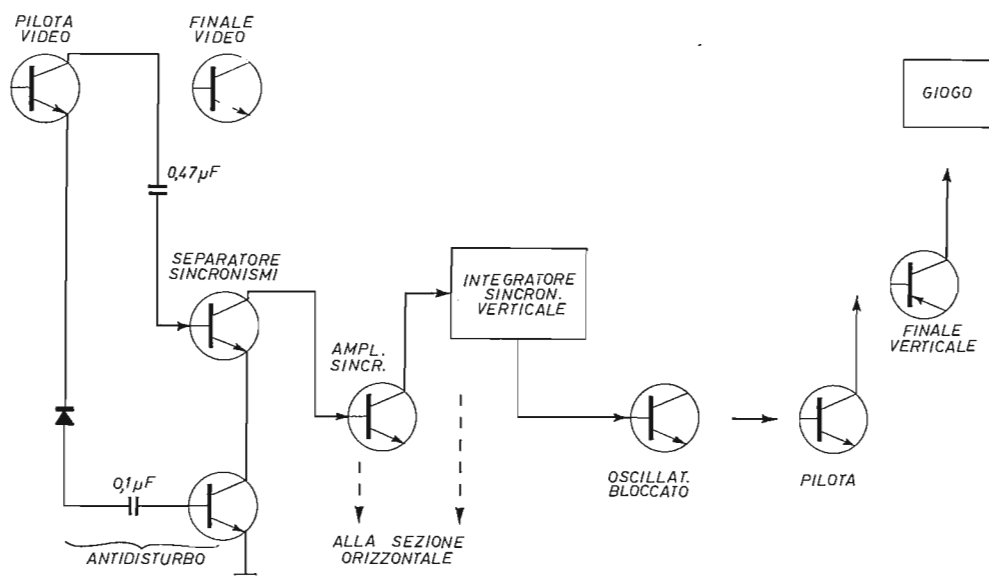 PILOTA
VIDEO
FINALE
VIDEO
GIOGO
0,47µF
SEPARATORE
SINCRONISMI
INTEGRATORE
SINCRON.
VERTICALE
FINALE
VERTICALE
AMPL.
SINCR.
0,1µF
OSCILLAT.
BLOCCATO
PILOTA
ANTIDISTURBO
ALLA SEZIONE
ORIZZONTALE